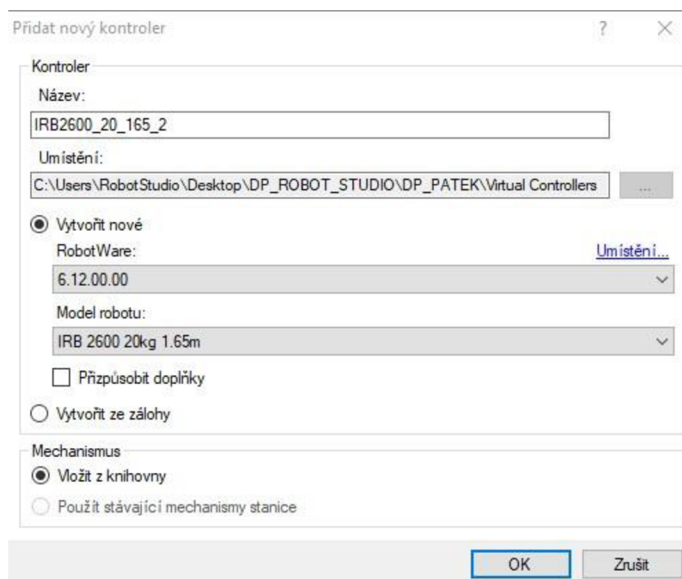 Přidat nový kontroler
?
Kontroler
Název:
IRB2600_20_165_2
Umístění:
C:\Users\RobotStudio\Desktop\DP_ROBOT_STUDIO\DP_PATEK\Virtual Controllers
...
Vytvořit nové
RobotWare:
Umístění...
6.12.00.00
Model robotu:
IRB 2600 20kg 1.65m
Přizpůsobit doplňky
Vytvořit ze zálohy
Mechanismus
Vložit z knihovny
Použít stávající mechanismy stanice
OK
Zrušit